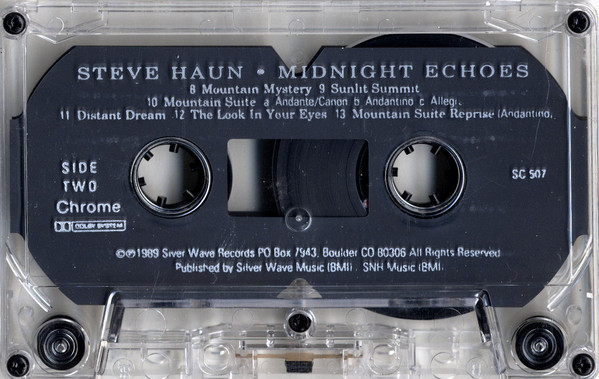 STEVE HAUN • MIDNIGHT ECHOES
8 Mountain Mystery 9 Sunlit Summit
10 Mountain Suite a Andante/Canon b Andantino c Allegr.
11 Distant Dream 12 The Look In Your Eyes 13 Mountain Suite Reprise (Andantino,
SIDE
TWO
Chrome
DOLBY SYSTEM
SC 507
©℗1989 Silver Wave Records PO Box 7943, Boulder CO 80306 All Rights Reserved
Published by Silver Wave Music (BMI), SNH Music (BMI.